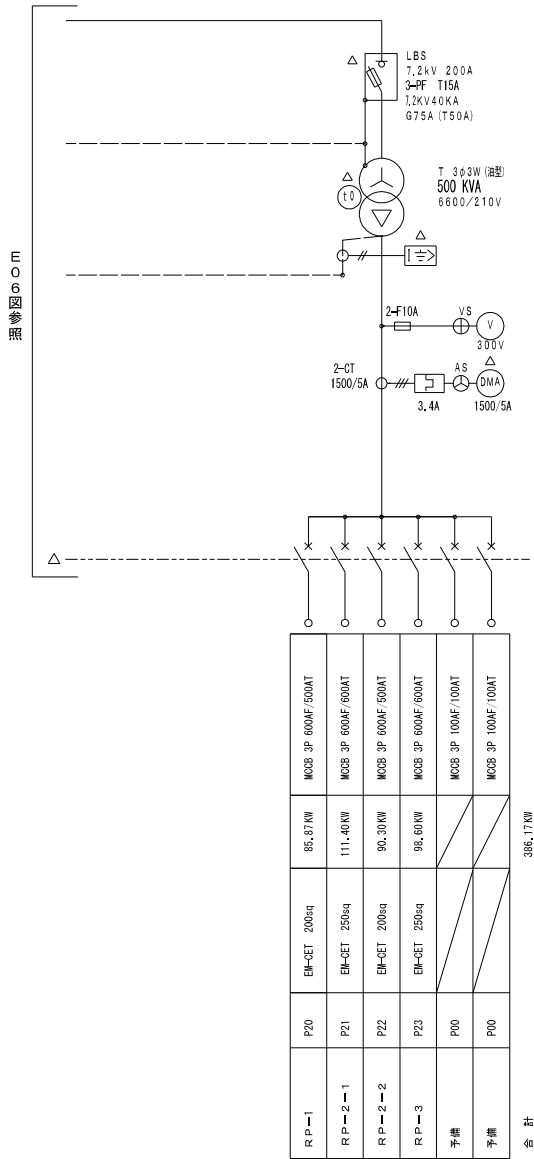 LBS
7.2kV 200A
3-PF T15A
7.2KV40KA
G75A (T50A)
T 3φ3W (油型)
500 KVA
6600/210V
t0
E06図参照
2-F10A
VS
V
300V
2-CT
1500/5A
3.4A
AS
DMA
1500/5A
MCCB 3P 600AF/500AT
MCCB 3P 600AF/600AT
MCCB 3P 600AF/500AT
MCCB 3P 600AF/600AT
MCCB 3P 100AF/100AT
MCCB 3P 100AF/100AT
85.87KW
111.40KW
90.30KW
98.60KW
386.17KW
EM-CET 200sq
EM-CET 250sq
EM-CET 200sq
EM-CET 250sq
P20
P21
P22
P23
P00
P00
RP-1
RP-2-1
RP-2-2
RP-3
予備
予備
合計